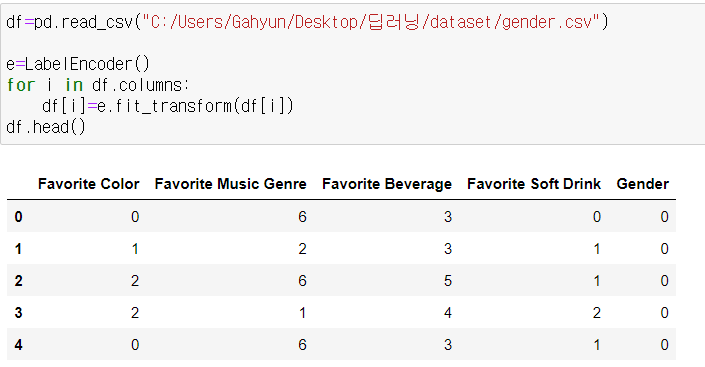 df=pd.read_csv("C:/Users/Gahyun/Desktop/딥러닝/dataset/gender.csv")
e=LabelEncoder()
for i in df.columns:
    df[i]=e.fit_transform(df[i])
df.head()
Favorite Color Favorite Music Genre Favorite Beverage Favorite Soft Drink Gender
0 0 6 3 0 0
1 1 2 3 1 0
2 2 6 5 1 0
3 2 1 4 2 0
4 0 6 3 1 0